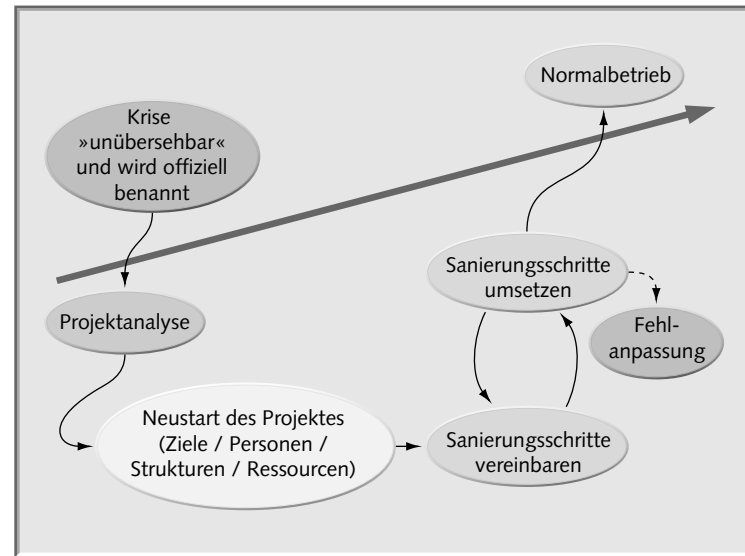 Normalbetrieb
Krise
»unübersehbar«
und wird offiziell
benannt
Sanierungsschritte
umsetzen
Projektanalyse
Fehl-
anpassung
Neustart des Projektes
(Ziele / Personen /
Strukturen / Ressourcen)
Sanierungsschritte
vereinbaren